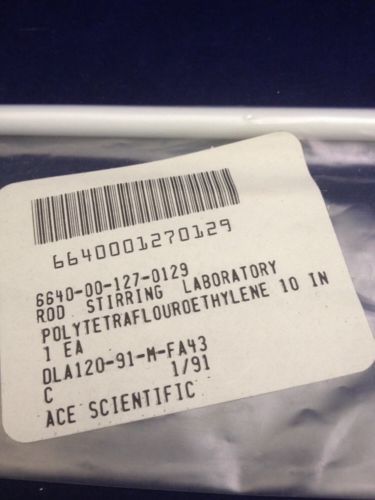 6640001270129
6640-00-127-0129
ROD STIRRING LABORATORY
POLYTETRAFLOUROETHYLENE 10 IN
1 EA
DLA120-91-M-FA43
C 1/91
ACE SCIENTIFIC